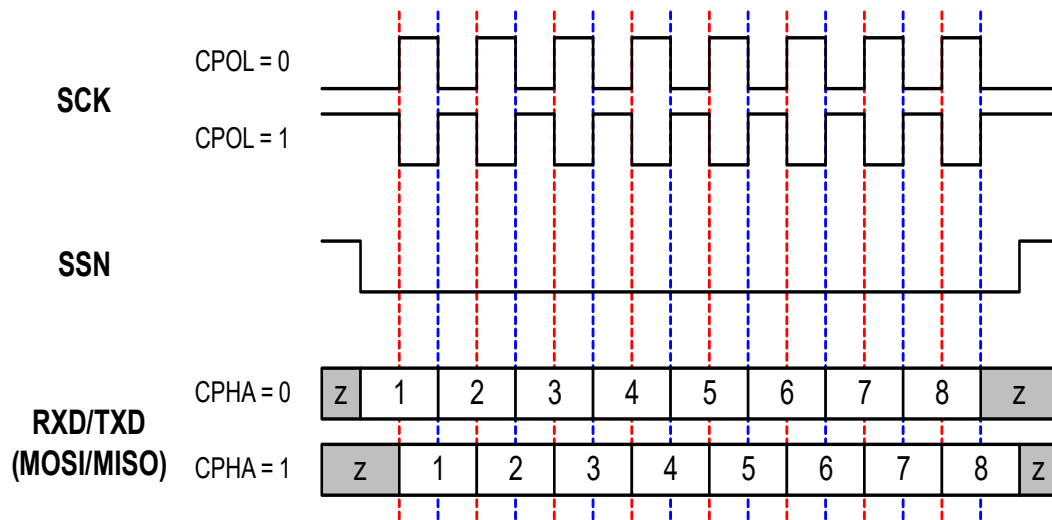 CPOL = 0
SCK
CPOL = 1
SSN
CPHA = 0 z 1 2 3 4 5 6 7 8 z
RXD/TXD
(MOSI/MISO)
CPHA = 1 z 1 2 3 4 5 6 7 8 z